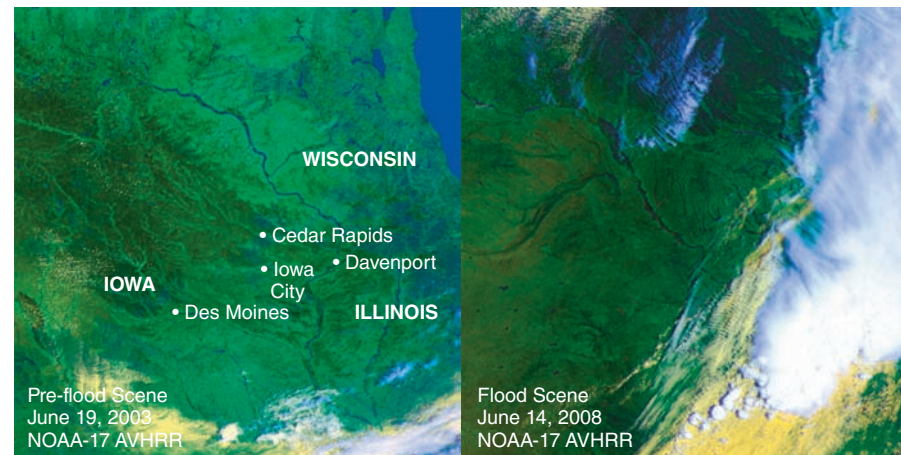 WISCONSIN
• Cedar Rapids
• Davenport
• Iowa
City
IOWA
• Des Moines
ILLINOIS
Pre-flood Scene
June 19, 2003
NOAA-17 AVHRR
Flood Scene
June 14, 2008
NOAA-17 AVHRR